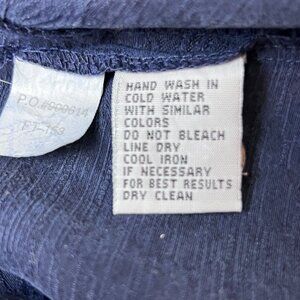 P.O.#000614
HAND WASH IN
COLD WATER
WITH SIMILAR
COLORS
DO NOT BLEACH
LINE DRY
COOL IRON
IF NECESSARY
FOR BEST RESULTS
DRY CLEAN